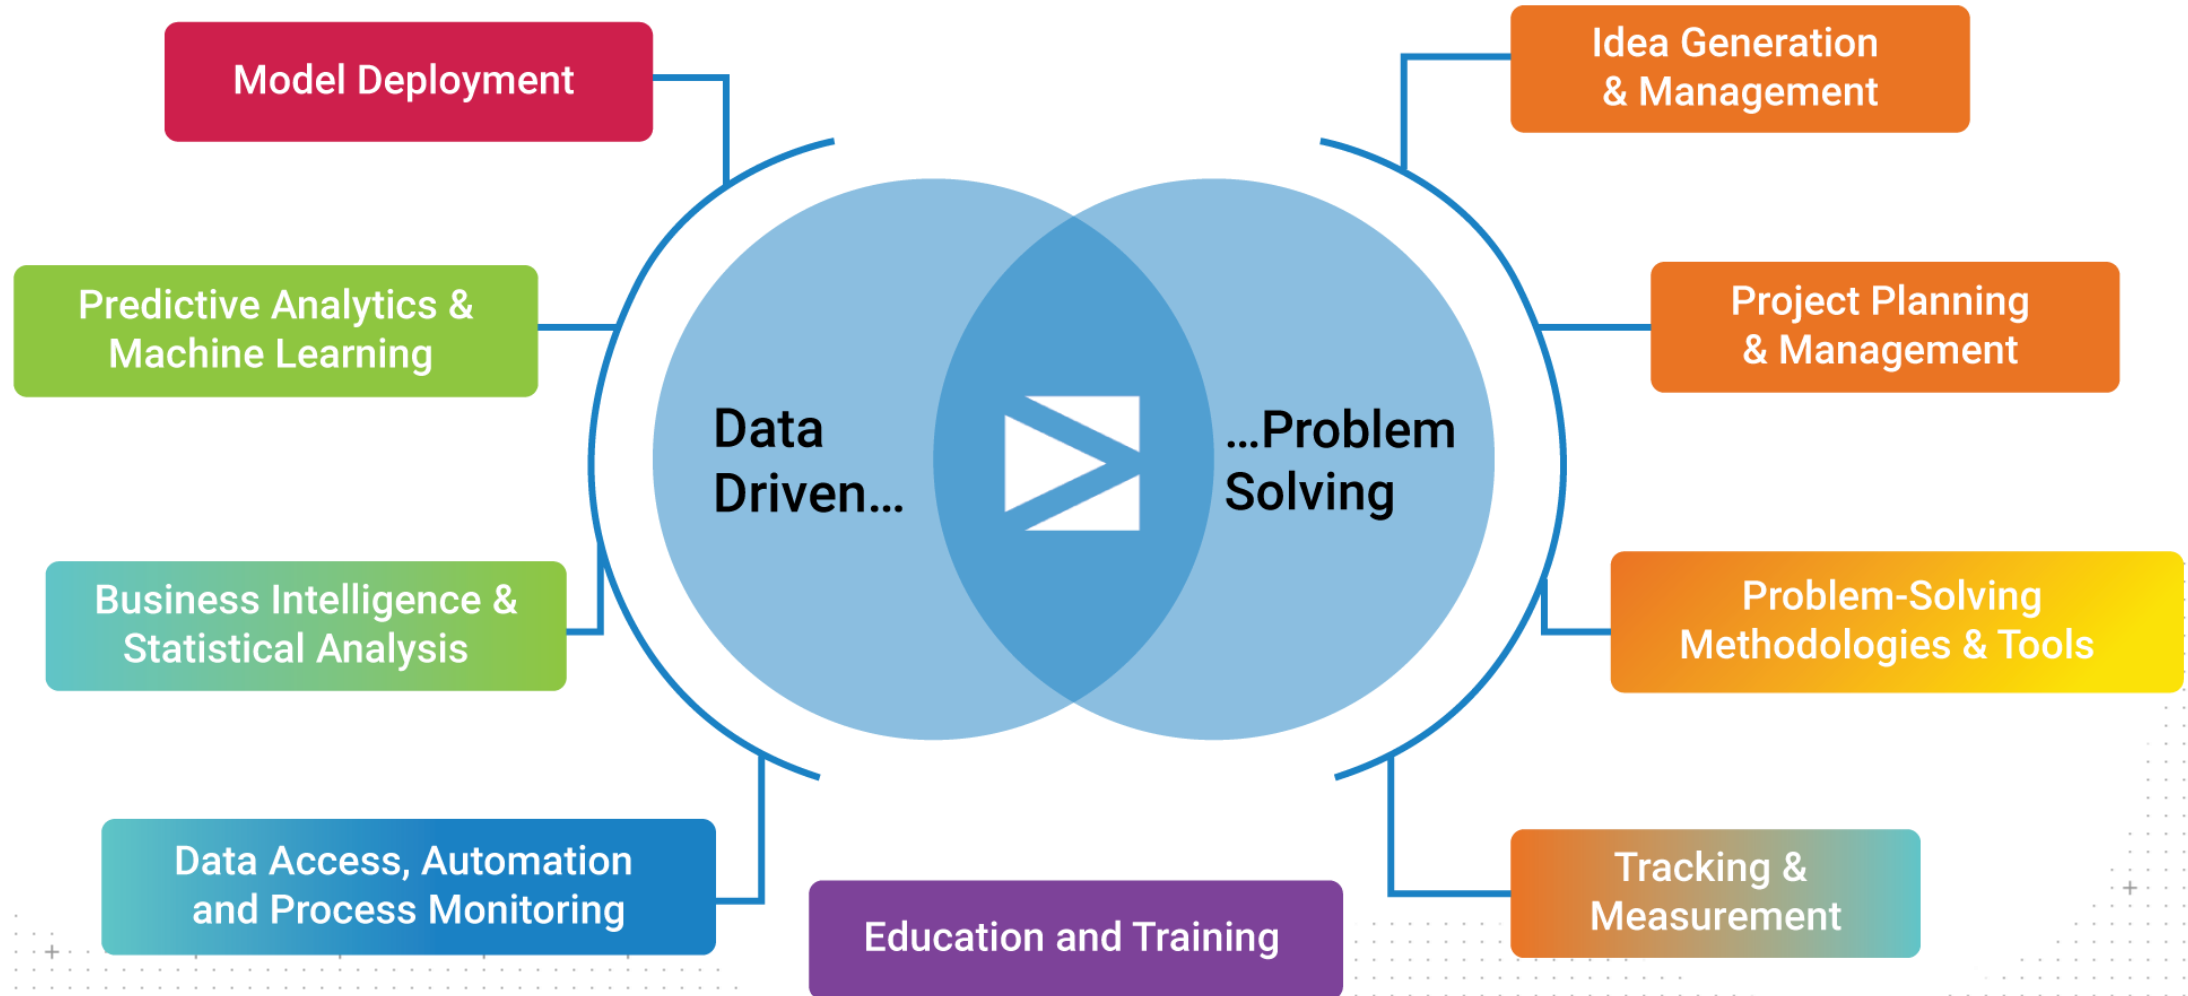 Model Deployment
Predictive Analytics &
Machine Learning
Business Intelligence &
Statistical Analysis
Data Access, Automation
and Process Monitoring
Data
Driven...
...Problem
Solving
Idea Generation
& Management
Project Planning
& Management
Problem-Solving
Methodologies & Tools
Tracking &
Measurement
Education and Training